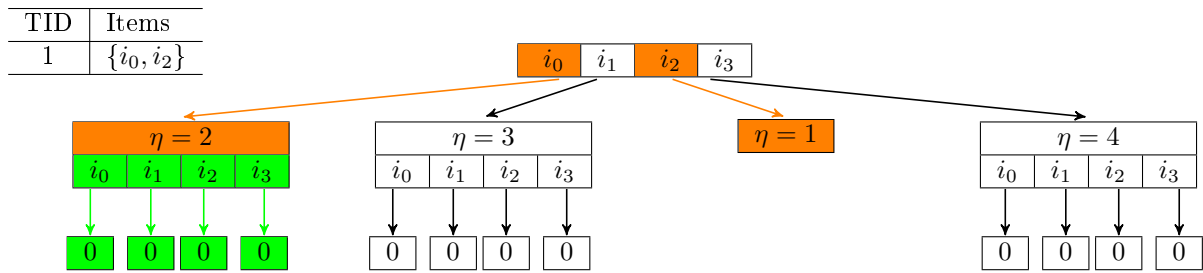 TID Items
1 {i₀, i₂}
i₀ i₁ i₂ i₃
η = 2 η = 3 η = 1 η = 4
i₀ i₁ i₂ i₃ i₀ i₁ i₂ i₃ i₀ i₁ i₂ i₃
0 0 0 0 0 0 0 0 0 0 0 0